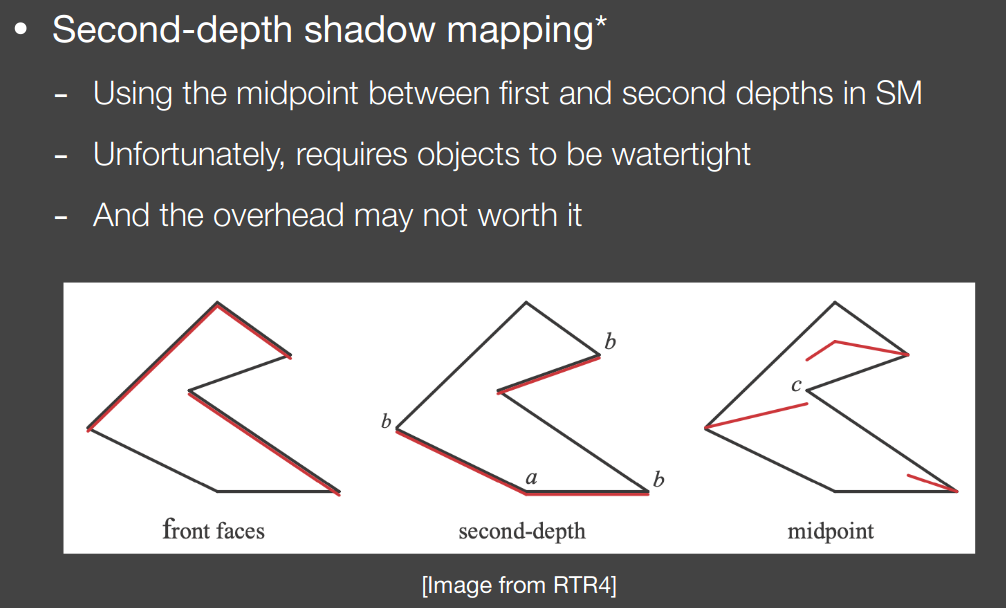 • Second-depth shadow mapping*
– Using the midpoint between first and second depths in SM
– Unfortunately, requires objects to be watertight
– And the overhead may not worth it
b
b
c
a
b
front faces
second-depth
midpoint
[Image from RTR4]